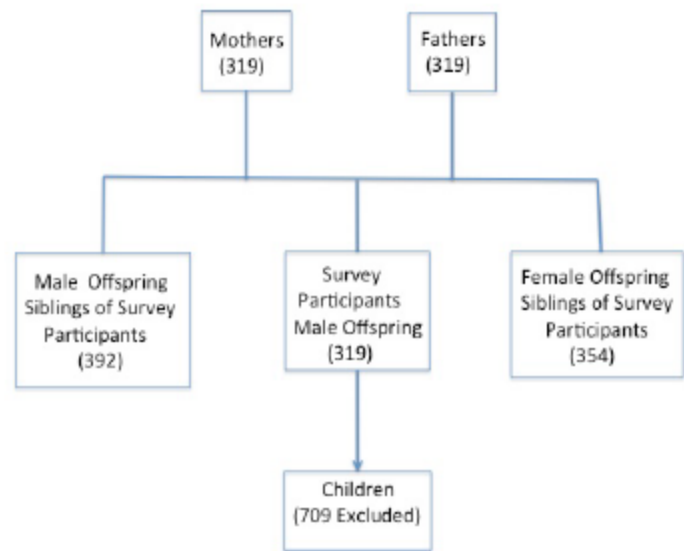 Mothers
(319)
Fathers
(319)
Male Offspring
Siblings of Survey
Participants
(392)
Survey
Participants
Male Offspring
(319)
Female Offspring
Siblings of Survey
Participants
(354)
Children
(709 Excluded)